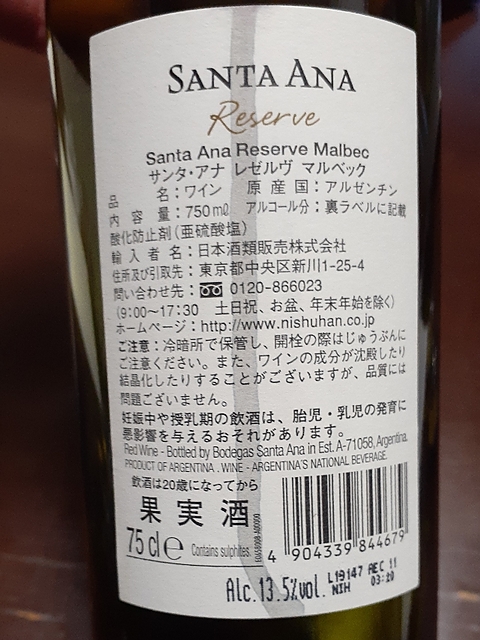 SANTA ANA
Reserve
Santa Ana Reserve Malbec
サンタ・アナ レゼルヴ マルベック
品 名：ワイン 原 産 国：アルゼンチン
内 容 量：750mℓ アルコール分：裏ラベルに記載
酸化防止剤（亜硫酸塩）
輸 入 者 名：日本酒類販売株式会社
住所及び引取先：東京都中央区新川1-25-4
問い合わせ先： 0120-866023
（9:00〜17:30 土日祝、お盆、年末年始を除く）
ホームページ：http://www.nishuhan.co.jp
ご注意：冷暗所で保管し、開栓の際はじゅうぶんに
ご注意ください。また、ワインの成分が沈殿したり
結晶化したりすることがございますが、品質には
問題ございません。
妊娠中や授乳期の飲酒は、胎児・乳児の発育に
悪影響を与えるおそれがあります。
Red Wine - Bottled by Bodegas Santa Ana in Est. A-71058, Argentina.
PRODUCT OF ARGENTINA . WINE - ARGENTINA'S NATIONAL BEVERAGE.
飲酒は20歳になってから
果実酒
75 cl e Contains sulphites
4 904339 844679
Alc.13.5%vol.
L19147 REC 11
NIH 03:20